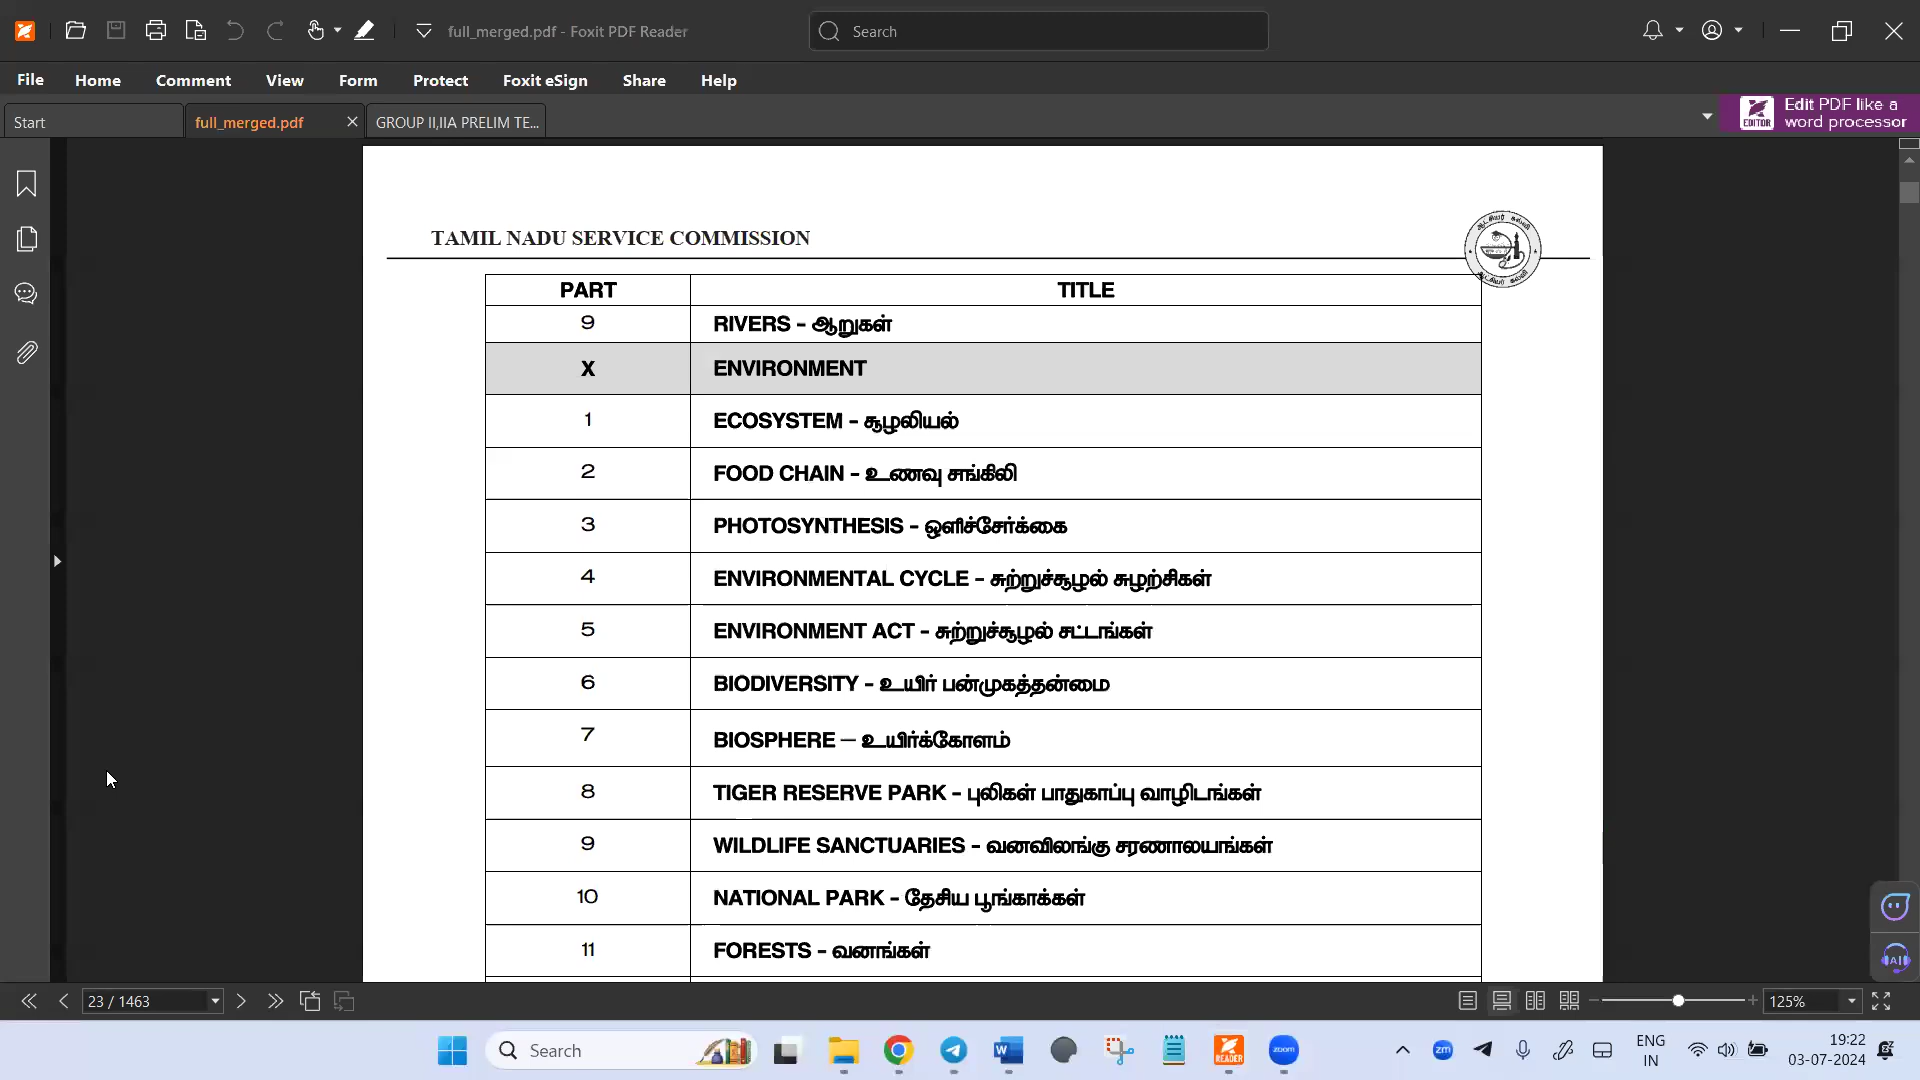 full_merged.pdf - Foxit PDF Reader
Search
File Home Comment View Form Protect Foxit eSign Share Help
Start
full_merged.pdf
GROUP II,IIA PRELIM TE...
EDITOR
Edit PDF like a
word processor
TAMIL NADU SERVICE COMMISSION
PART TITLE
9 RIVERS - ஆறுகள்
X ENVIRONMENT
1 ECOSYSTEM - சூழலியல்
2 FOOD CHAIN - உணவு சங்கிலி
3 PHOTOSYNTHESIS - ஒளிச்சேர்க்கை
4 ENVIRONMENTAL CYCLE - சுற்றுச்சூழல் சுழற்சிகள்
5 ENVIRONMENT ACT - சுற்றுச்சூழல் சட்டங்கள்
6 BIODIVERSITY - உயிர் பன்முகத்தன்மை
7 BIOSPHERE – உயிர்க்கோளம்
8 TIGER RESERVE PARK - புலிகள் பாதுகாப்பு வாழிடங்கள்
9 WILDLIFE SANCTUARIES - வனவிலங்கு சரணாலயங்கள்
10 NATIONAL PARK - தேசிய பூங்காக்கள்
11 FORESTS - வனங்கள்
AI
23 / 1463
125%
Search
W
READER
zoom
zm
ENG
IN
19:22
03-07-2024